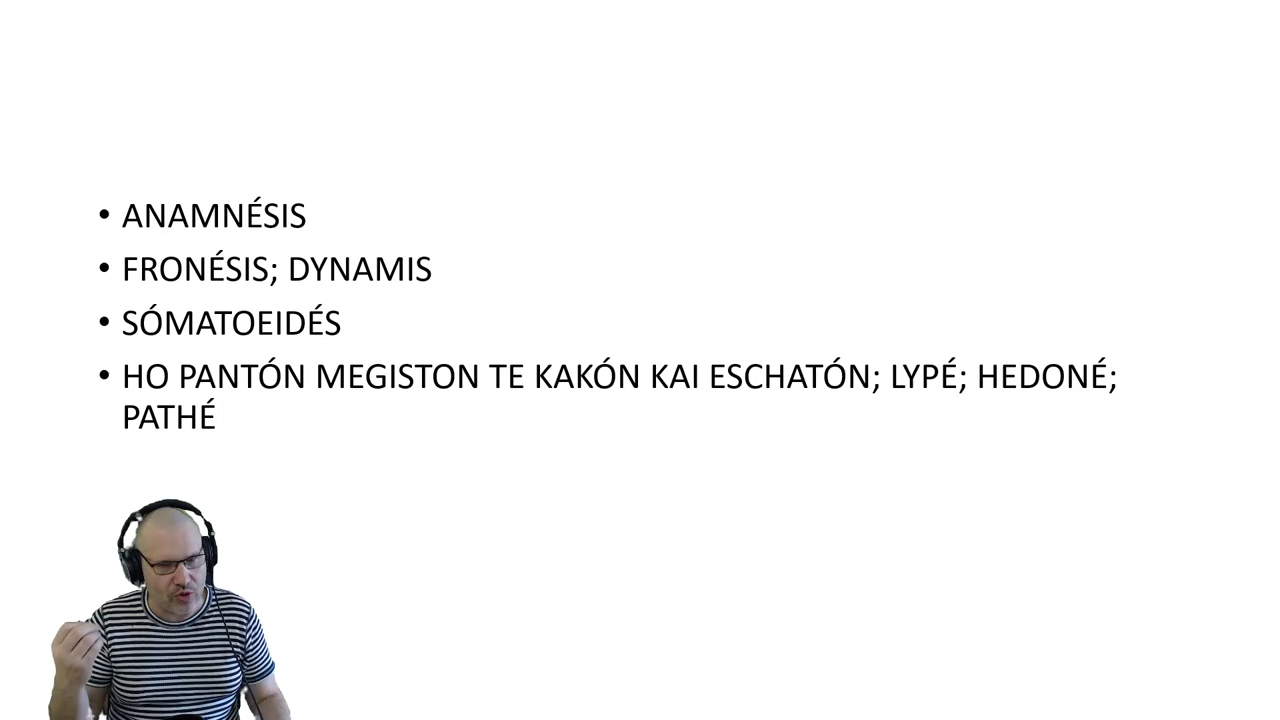 • ANAMNÉSIS
• FRONÉSIS; DYNAMIS
• SÓMATOEIDÉS
• HO PANTÓN MEGISTON TE KAKÓN KAI ESCHATÓN; LYPÉ; HEDONÉ;
PATHÉ